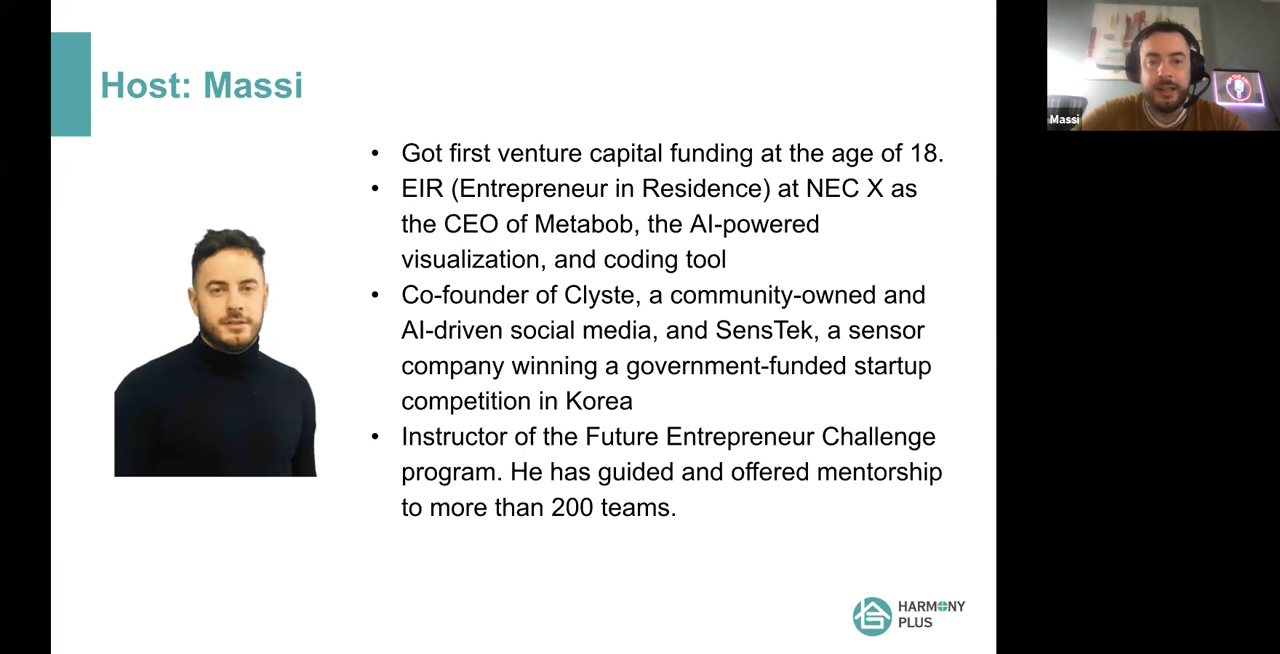 Host: Massi
• Got first venture capital funding at the age of 18.
• EIR (Entrepreneur in Residence) at NEC X as
the CEO of Metabob, the AI-powered
visualization, and coding tool
• Co-founder of Clyste, a community-owned and
AI-driven social media, and SensTek, a sensor
company winning a government-funded startup
competition in Korea
• Instructor of the Future Entrepreneur Challenge
program. He has guided and offered mentorship
to more than 200 teams.
HARMONY
PLUS
Massi